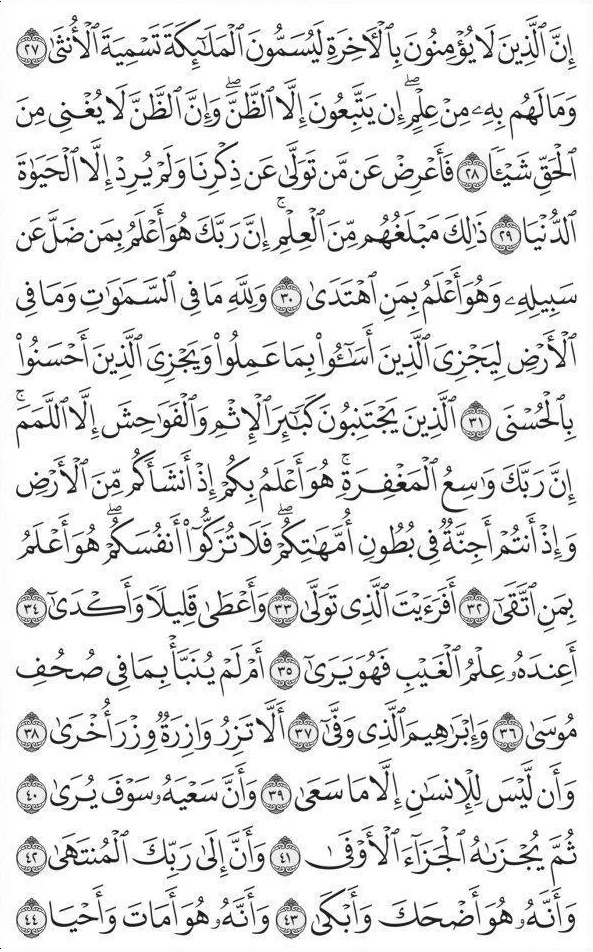 إِنَّ ٱلَّذِينَ لَا يُؤْمِنُونَ بِٱلْءَاخِرَةِ لَيُسَمُّونَ ٱلْمَلَـٰٓئِكَةَ تَسْمِيَةَ ٱلْأُنثَىٰ ٢٧
وَمَا لَهُم بِهِۦ مِنْ عِلْمٍ ۖ إِن يَتَّبِعُونَ إِلَّا ٱلظَّنَّ ۖ وَإِنَّ ٱلظَّنَّ لَا يُغْنِى مِنَ
ٱلْحَقِّ شَيْـًٔا ٢٨ فَأَعْرِضْ عَن مَّن تَوَلَّىٰ عَن ذِكْرِنَا وَلَمْ يُرِدْ إِلَّا ٱلْحَيَوٰةَ
ٱلدُّنْيَا ٢٩ ذَٰلِكَ مَبْلَغُهُم مِّنَ ٱلْعِلْمِ ۚ إِنَّ رَبَّكَ هُوَ أَعْلَمُ بِمَن ضَلَّ عَن
سَبِيلِهِۦ وَهُوَ أَعْلَمُ بِمَنِ ٱهْتَدَىٰ ٣٠ وَلِلَّهِ مَا فِى ٱلسَّمَـٰوَٰتِ وَمَا فِى
ٱلْأَرْضِ لِيَجْزِىَ ٱلَّذِينَ أَسَـٰٓـُٔوا۟ بِمَا عَمِلُوا۟ وَيَجْزِىَ ٱلَّذِينَ أَحْسَنُوا۟
بِٱلْحُسْنَى ٣١ ٱلَّذِينَ يَجْتَنِبُونَ كَبَـٰٓئِرَ ٱلْإِثْمِ وَٱلْفَوَٰحِشَ إِلَّا ٱللَّمَمَ ۚ
إِنَّ رَبَّكَ وَٰسِعُ ٱلْمَغْفِرَةِ ۚ هُوَ أَعْلَمُ بِكُمْ إِذْ أَنشَأَكُم مِّنَ ٱلْأَرْضِ
وَإِذْ أَنتُمْ أَجِنَّةٌ فِى بُطُونِ أُمَّهَـٰتِكُمْ ۖ فَلَا تُزَكُّوٓا۟ أَنفُسَكُمْ ۖ هُوَ أَعْلَمُ
بِمَنِ ٱتَّقَىٰٓ ٣٢ أَفَرَءَيْتَ ٱلَّذِى تَوَلَّىٰ ٣٣ وَأَعْطَىٰ قَلِيلًا وَأَكْدَىٰٓ ٣٤
أَعِندَهُۥ عِلْمُ ٱلْغَيْبِ فَهُوَ يَرَىٰٓ ٣٥ أَمْ لَمْ يُنَبَّأْ بِمَا فِى صُحُفِ
مُوسَىٰ ٣٦ وَإِبْرَٰهِيمَ ٱلَّذِى وَفَّىٰٓ ٣٧ أَلَّا تَزِرُ وَازِرَةٌ وِزْرَ أُخْرَىٰ ٣٨
وَأَن لَّيْسَ لِلْإِنسَـٰنِ إِلَّا مَا سَعَىٰ ٣٩ وَأَنَّ سَعْيَهُۥ سَوْفَ يُرَىٰ ٤٠
ثُمَّ يُجْزَىٰهُ ٱلْجَزَآءَ ٱلْأَوْفَىٰ ٤١ وَأَنَّ إِلَىٰ رَبِّكَ ٱلْمُنتَهَىٰ ٤٢
وَأَنَّهُۥ هُوَ أَضْحَكَ وَأَبْكَىٰ ٤٣ وَأَنَّهُۥ هُوَ أَمَاتَ وَأَحْيَا ٤٤